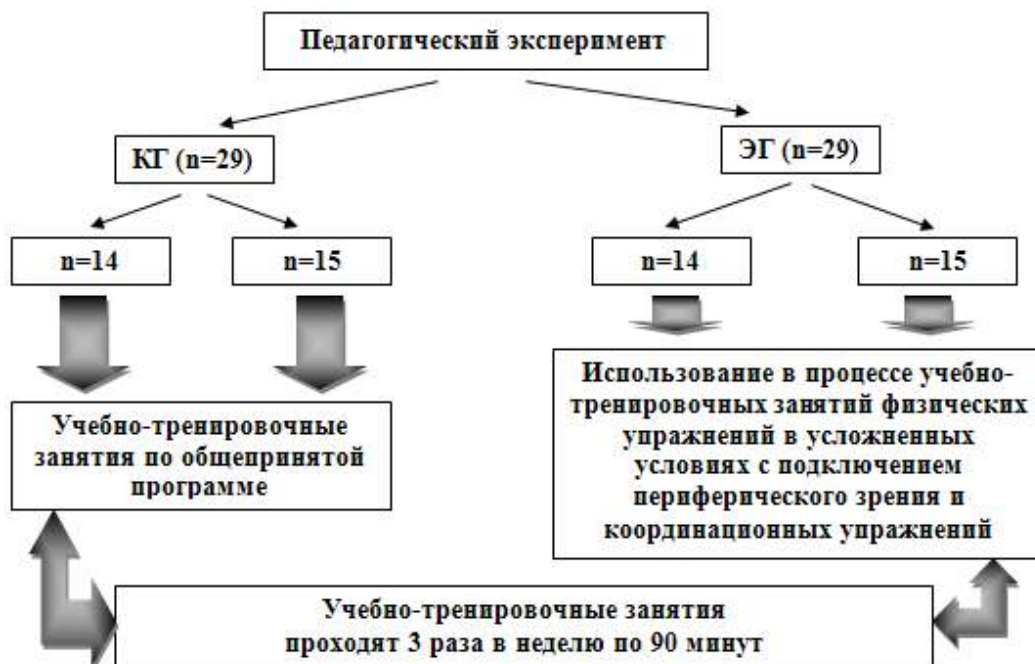 Педагогический эксперимент
КГ (n=29)
ЭГ (n=29)
n=14
n=15
n=14
n=15
Учебно-тренировочные
занятия по общепринятой
программе
Использование в процессе учебно-
тренировочных занятий физических
упражнений в усложненных
условиях с подключением
периферического зрения и
координационных упражнений
Учебно-тренировочные занятия
проходят 3 раза в неделю по 90 минут